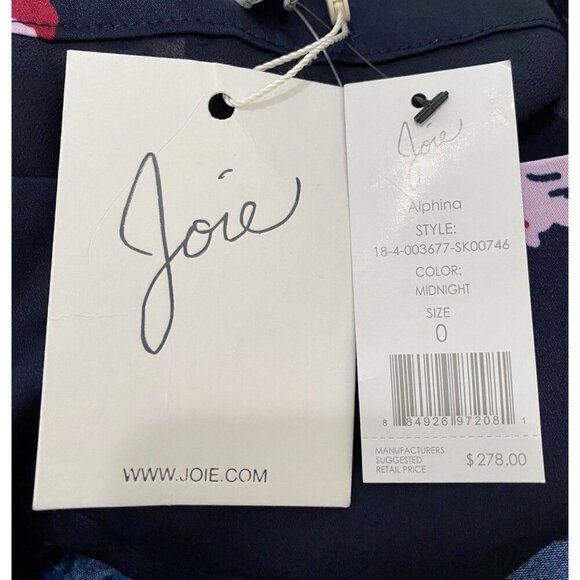 Joie
WWW.JOIE.COM
Joie
Alphina
STYLE:
18-4-003677-SK00746
COLOR:
MIDNIGHT
SIZE
0
8 84926 97208 1
MANUFACTURERS
SUGGESTED
RETAIL PRICE
$278.00